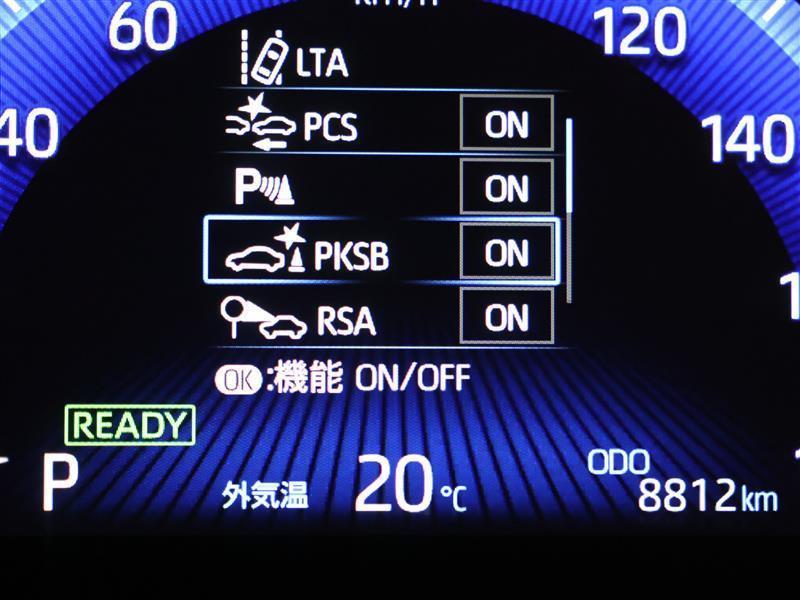 km/h
60
120
40
140
LTA
PCS ON
P ON
PKSB ON
RSA ON
OK:機能 ON/OFF
READY
P
外気温 20℃
ODO
8812km